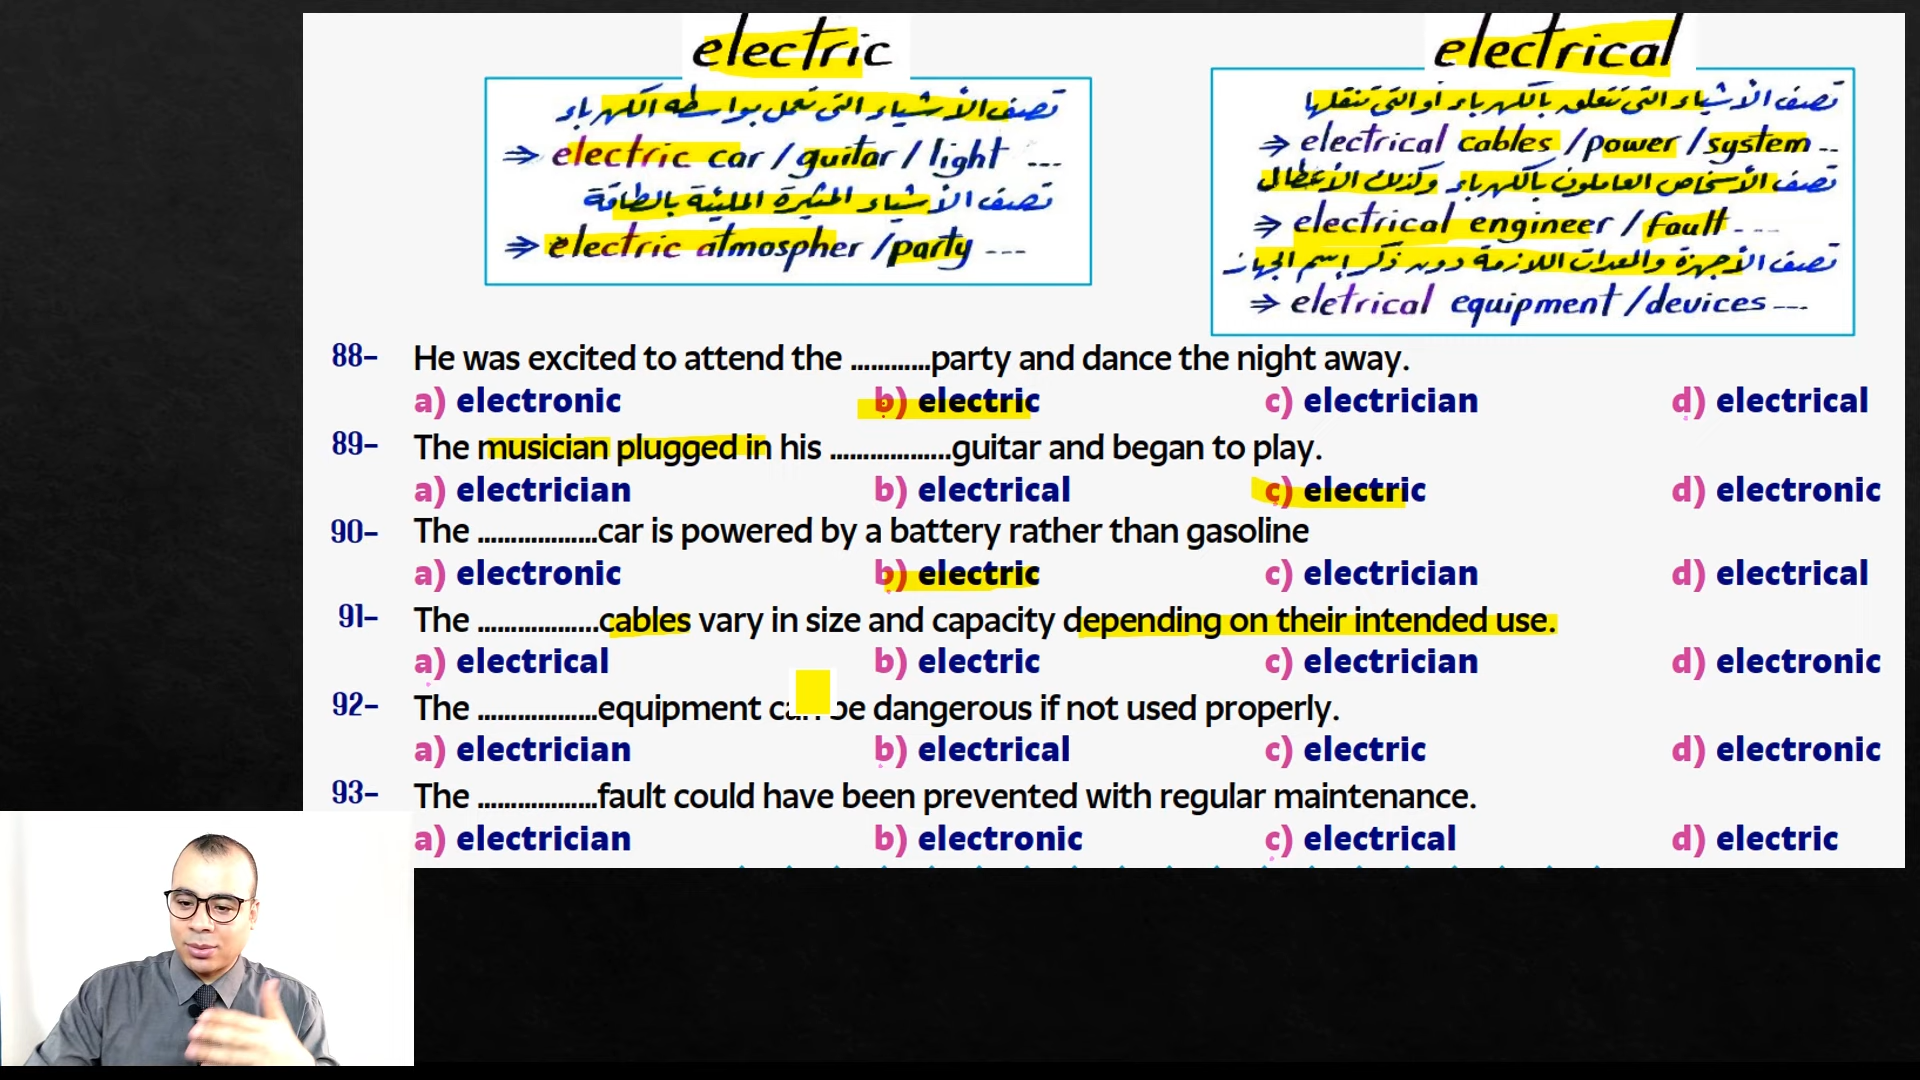 electric
تصف الأشياء التى تعمل بواسطة الكهرباء
⇒ electric car / guitar / light ...
تصف الأشياء المثيرة المليئة بالطاقة
⇒ electric atmospher / party ---
electrical
تصف الأشياء التى تتعلق بالكهرباء أو التى تنقلها
⇒ electrical cables / power / system --
تصف الأشخاص العاملون بالكهرباء وكذلك الأعطال
⇒ electrical engineer / fault ----
تصف الأجهزة والمعدات اللازمة دون ذكر إسم الجهاز
⇒ eletrical equipment / devices ---
88- He was excited to attend the ............party and dance the night away.
a) electronic b) electric c) electrician d) electrical
89- The musician plugged in his ..................guitar and began to play.
a) electrician b) electrical c) electric d) electronic
90- The ..................car is powered by a battery rather than gasoline
a) electronic b) electric c) electrician d) electrical
91- The ..................cables vary in size and capacity depending on their intended use.
a) electrical b) electric c) electrician d) electronic
92- The ..................equipment can be dangerous if not used properly.
a) electrician b) electrical c) electric d) electronic
93- The ..................fault could have been prevented with regular maintenance.
a) electrician b) electronic c) electrical d) electric